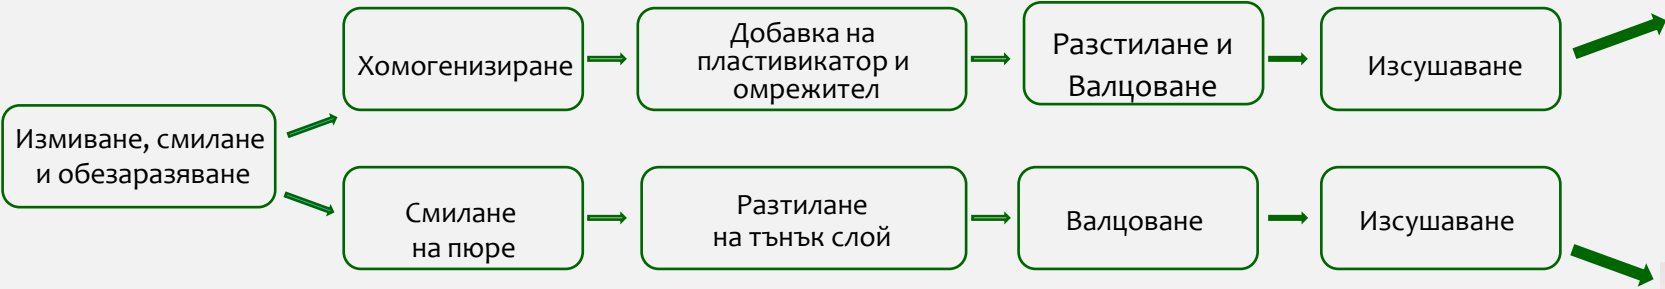 Измиване, смилане
и обезаразяване
Хомогенизиране
Добавка на
пластивикатор и
омрежител
Разстилане и
Валцоване
Изсушаване
Смилане
на пюре
Разтилане
на тънък слой
Валцоване
Изсушаване